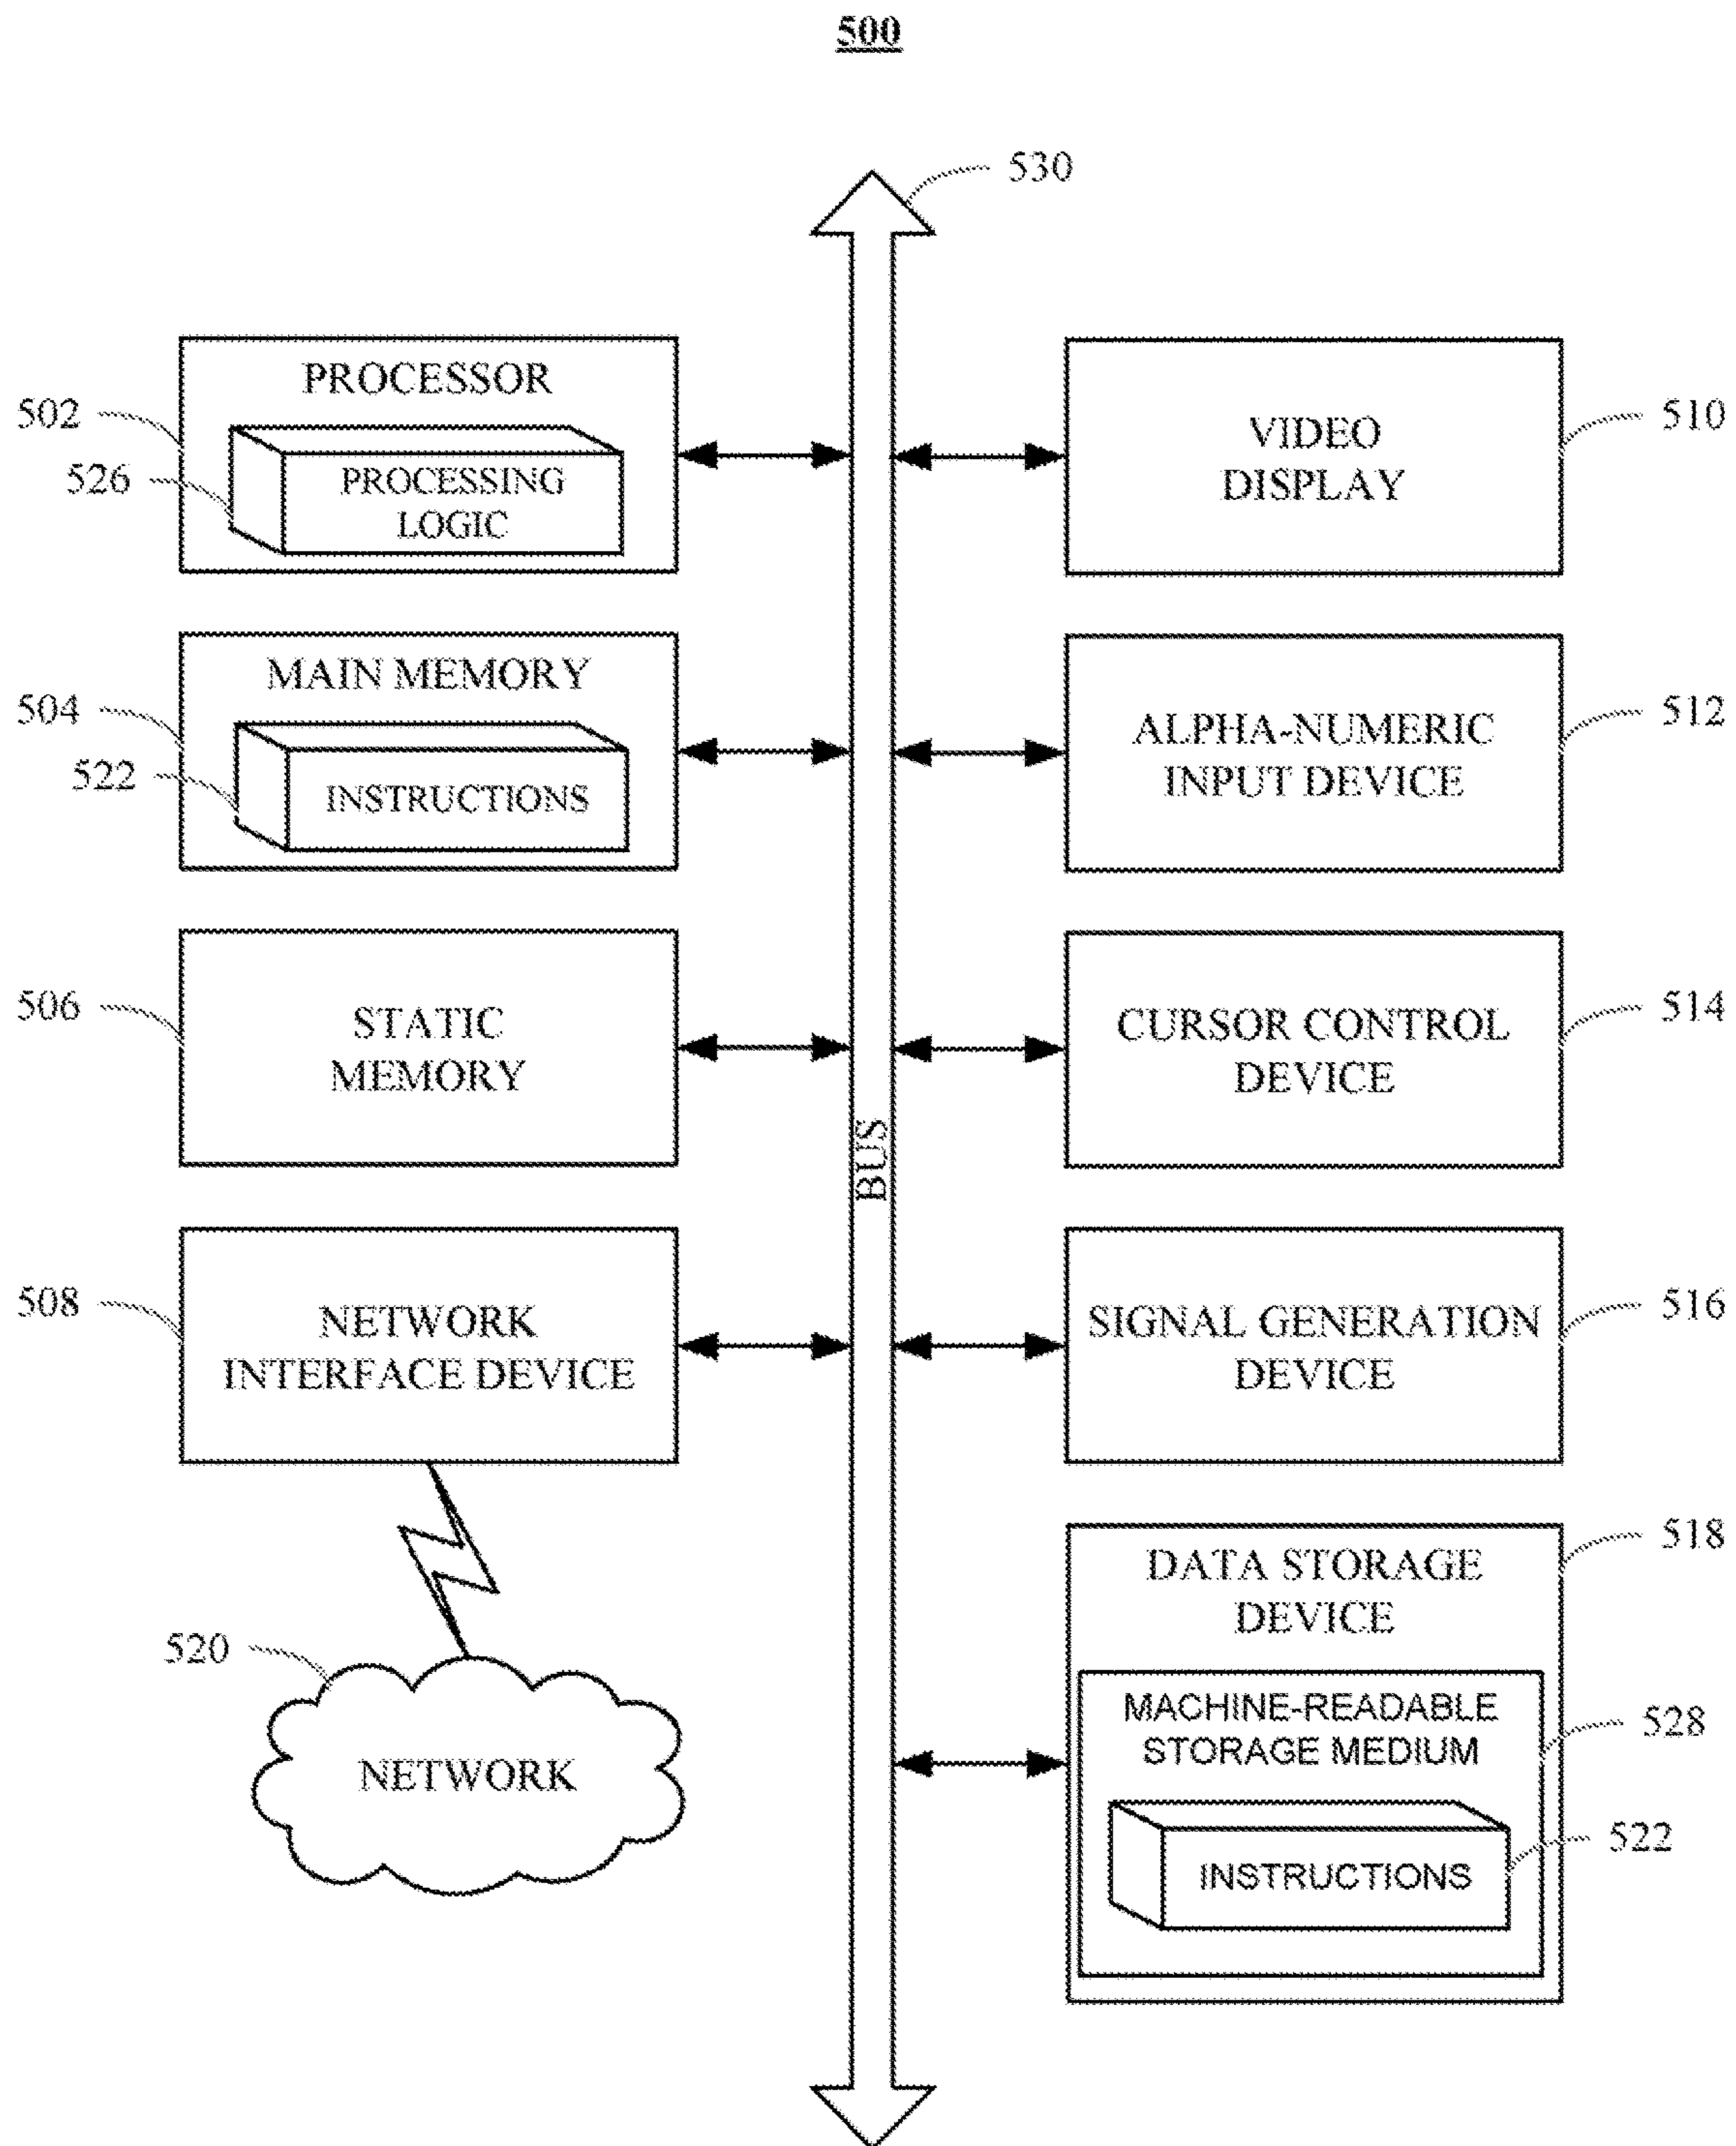 500
530
PROCESSOR
502
526
PROCESSING
LOGIC
VIDEO
DISPLAY
510
MAIN MEMORY
504
522
INSTRUCTIONS
ALPHA-NUMERIC
INPUT DEVICE
512
506
STATIC
MEMORY
CURSOR CONTROL
DEVICE
514
BUS
508
NETWORK
INTERFACE DEVICE
SIGNAL GENERATION
DEVICE
516
520
NETWORK
DATA STORAGE
DEVICE
518
MACHINE-READABLE
STORAGE MEDIUM
528
INSTRUCTIONS
522